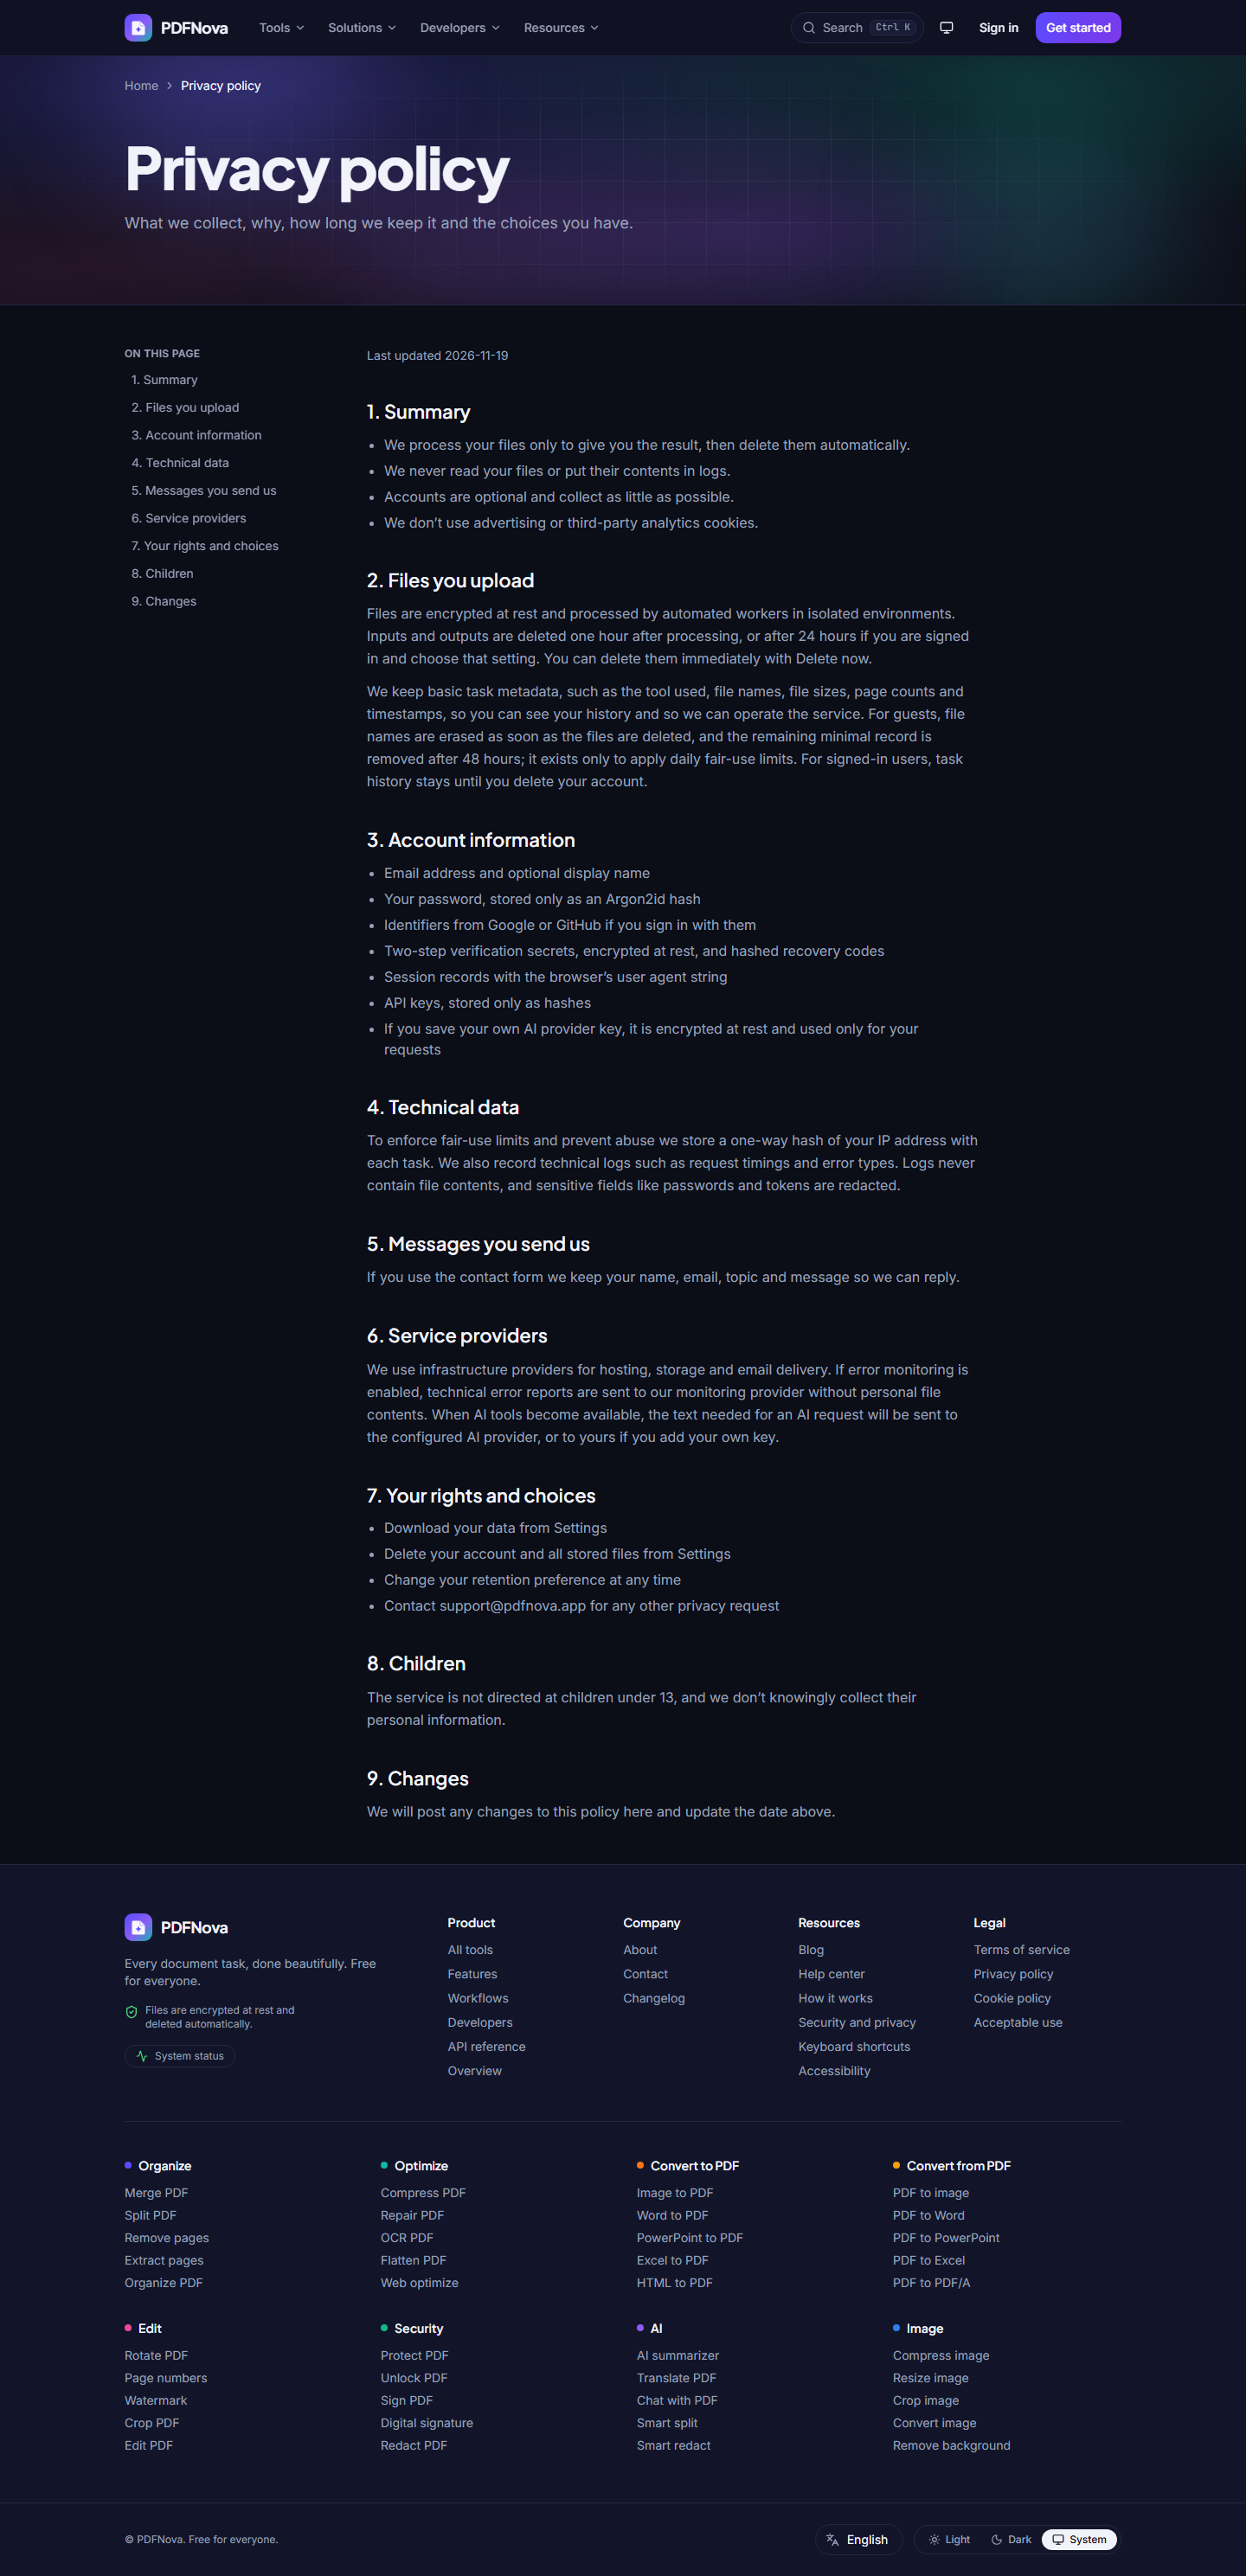 PDFNova
Tools
Solutions
Developers
Resources
Search
Ctrl K
Sign in
Get started
Home > Privacy policy
Privacy policy
What we collect, why, how long we keep it and the choices you have.
ON THIS PAGE
1. Summary
2. Files you upload
3. Account information
4. Technical data
5. Messages you send us
6. Service providers
7. Your rights and choices
8. Children
9. Changes
Last updated 2026-11-19
1. Summary
• We process your files only to give you the result, then delete them automatically.
• We never read your files or put their contents in logs.
• Accounts are optional and collect as little as possible.
• We don’t use advertising or third-party analytics cookies.
2. Files you upload
Files are encrypted at rest and processed by automated workers in isolated environments.
Inputs and outputs are deleted one hour after processing, or after 24 hours if you are signed
in and choose that setting. You can delete them immediately with Delete now.
We keep basic task metadata, such as the tool used, file names, file sizes, page counts and
timestamps, so you can see your history and so we can operate the service. For guests, file
names are erased as soon as the files are deleted, and the remaining minimal record is
removed after 48 hours; it exists only to apply daily fair-use limits. For signed-in users, task
history stays until you delete your account.
3. Account information
• Email address and optional display name
• Your password, stored only as an Argon2id hash
• Identifiers from Google or GitHub if you sign in with them
• Two-step verification secrets, encrypted at rest, and hashed recovery codes
• Session records with the browser’s user agent string
• API keys, stored only as hashes
• If you save your own AI provider key, it is encrypted at rest and used only for your
requests
4. Technical data
To enforce fair-use limits and prevent abuse we store a one-way hash of your IP address with
each task. We also record technical logs such as request timings and error types. Logs never
contain file contents, and sensitive fields like passwords and tokens are redacted.
5. Messages you send us
If you use the contact form we keep your name, email, topic and message so we can reply.
6. Service providers
We use infrastructure providers for hosting, storage and email delivery. If error monitoring is
enabled, technical error reports are sent to our monitoring provider without personal file
contents. When AI tools become available, the text needed for an AI request will be sent to
the configured AI provider, or to yours if you add your own key.
7. Your rights and choices
• Download your data from Settings
• Delete your account and all stored files from Settings
• Change your retention preference at any time
• Contact support@pdfnova.app for any other privacy request
8. Children
The service is not directed at children under 13, and we don’t knowingly collect their
personal information.
9. Changes
We will post any changes to this policy here and update the date above.
PDFNova
Every document task, done beautifully. Free
for everyone.
Files are encrypted at rest and
deleted automatically.
System status
Product
All tools
Features
Workflows
Developers
API reference
Overview
Company
About
Contact
Changelog
Resources
Blog
Help center
How it works
Security and privacy
Keyboard shortcuts
Accessibility
Legal
Terms of service
Privacy policy
Cookie policy
Acceptable use
Organize
Merge PDF
Split PDF
Remove pages
Extract pages
Organize PDF
Optimize
Compress PDF
Repair PDF
OCR PDF
Flatten PDF
Web optimize
Convert to PDF
Image to PDF
Word to PDF
PowerPoint to PDF
Excel to PDF
HTML to PDF
Convert from PDF
PDF to image
PDF to Word
PDF to PowerPoint
PDF to Excel
PDF to PDF/A
Edit
Rotate PDF
Page numbers
Watermark
Crop PDF
Edit PDF
Security
Protect PDF
Unlock PDF
Sign PDF
Digital signature
Redact PDF
AI
AI summarizer
Translate PDF
Chat with PDF
Smart split
Smart redact
Image
Compress image
Resize image
Crop image
Convert image
Remove background
© PDFNova. Free for everyone.
English
Light
Dark
System